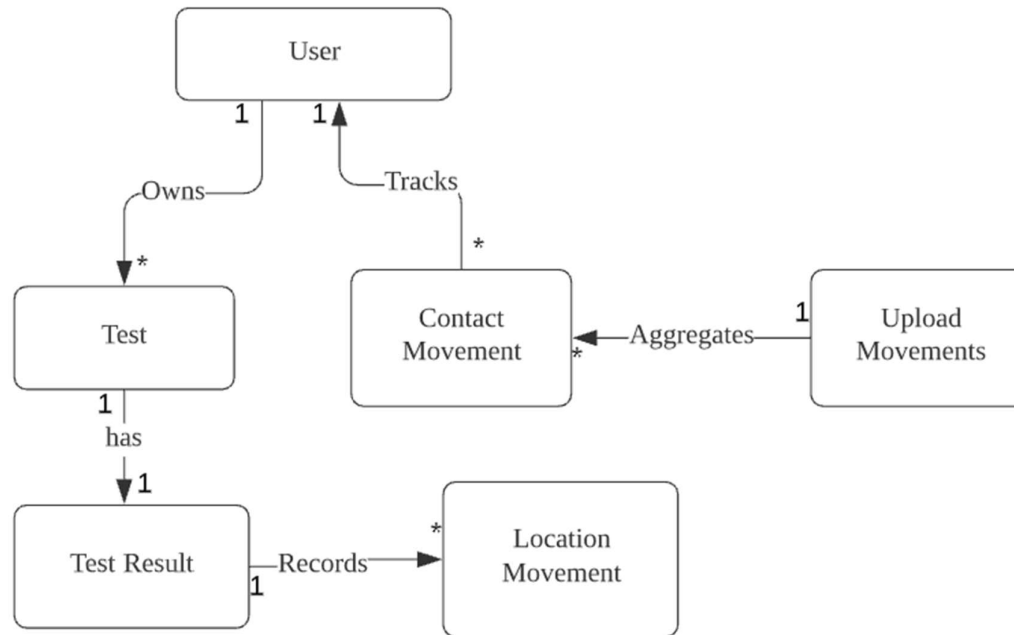 User
1
1
Owns
Tracks
*
*
Test
Contact
Movement
1
Upload
Movements
Aggregates
*
1
has
1
Test Result
Records
1
*
Location
Movement